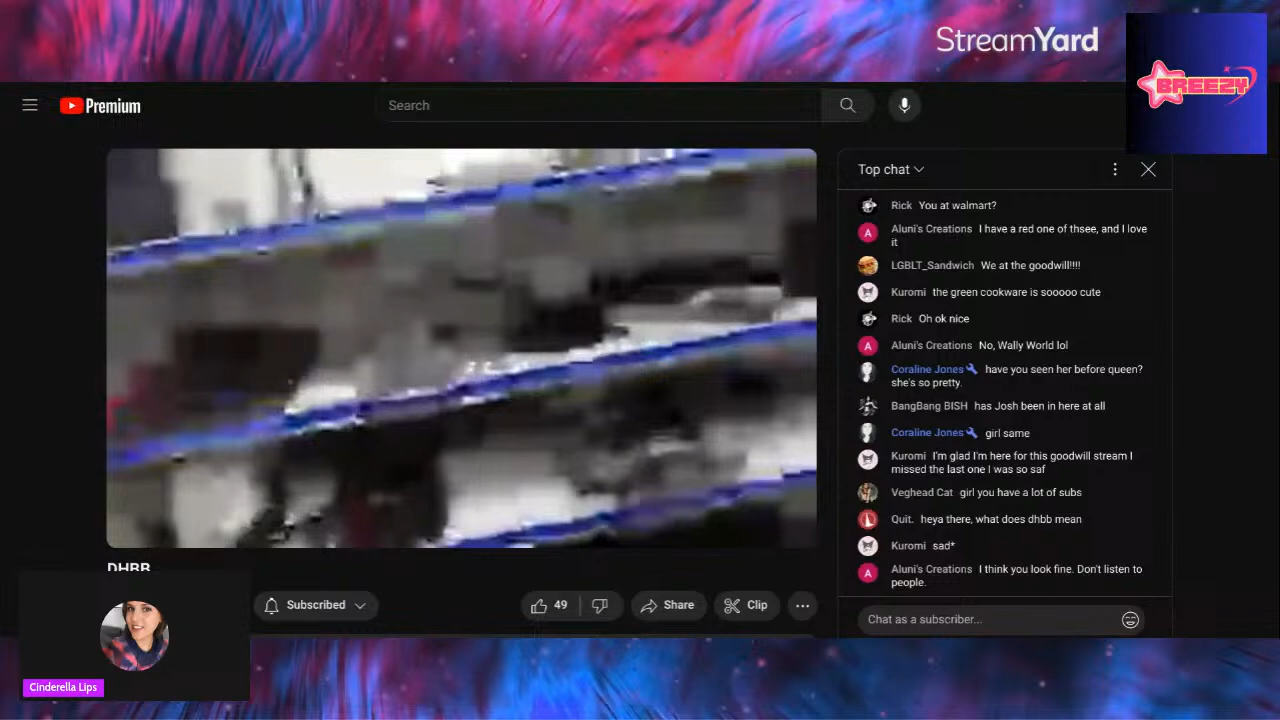 StreamYard
BREEZY
Premium
Search
Top chat
Rick You at walmart?
Aluni's Creations I have a red one of thsee, and I love
it
LGBLT_Sandwich We at the goodwill!!!!
Kuromi the green cookware is sooooo cute
Rick Oh ok nice
Aluni's Creations No, Wally World lol
Coraline Jones have you seen her before queen?
she's so pretty.
BangBang BISH has Josh been in here at all
Coraline Jones girl same
Kuromi I'm glad I'm here for this goodwill stream I
missed the last one I was so saf
Veghead Cat girl you have a lot of subs
Quit. heya there, what does dhbb mean
Kuromi sad*
Aluni's Creations I think you look fine. Don't listen to
people.
DHBB
Subscribed
49
Share
Clip
Chat as a subscriber...
Cinderella Lips